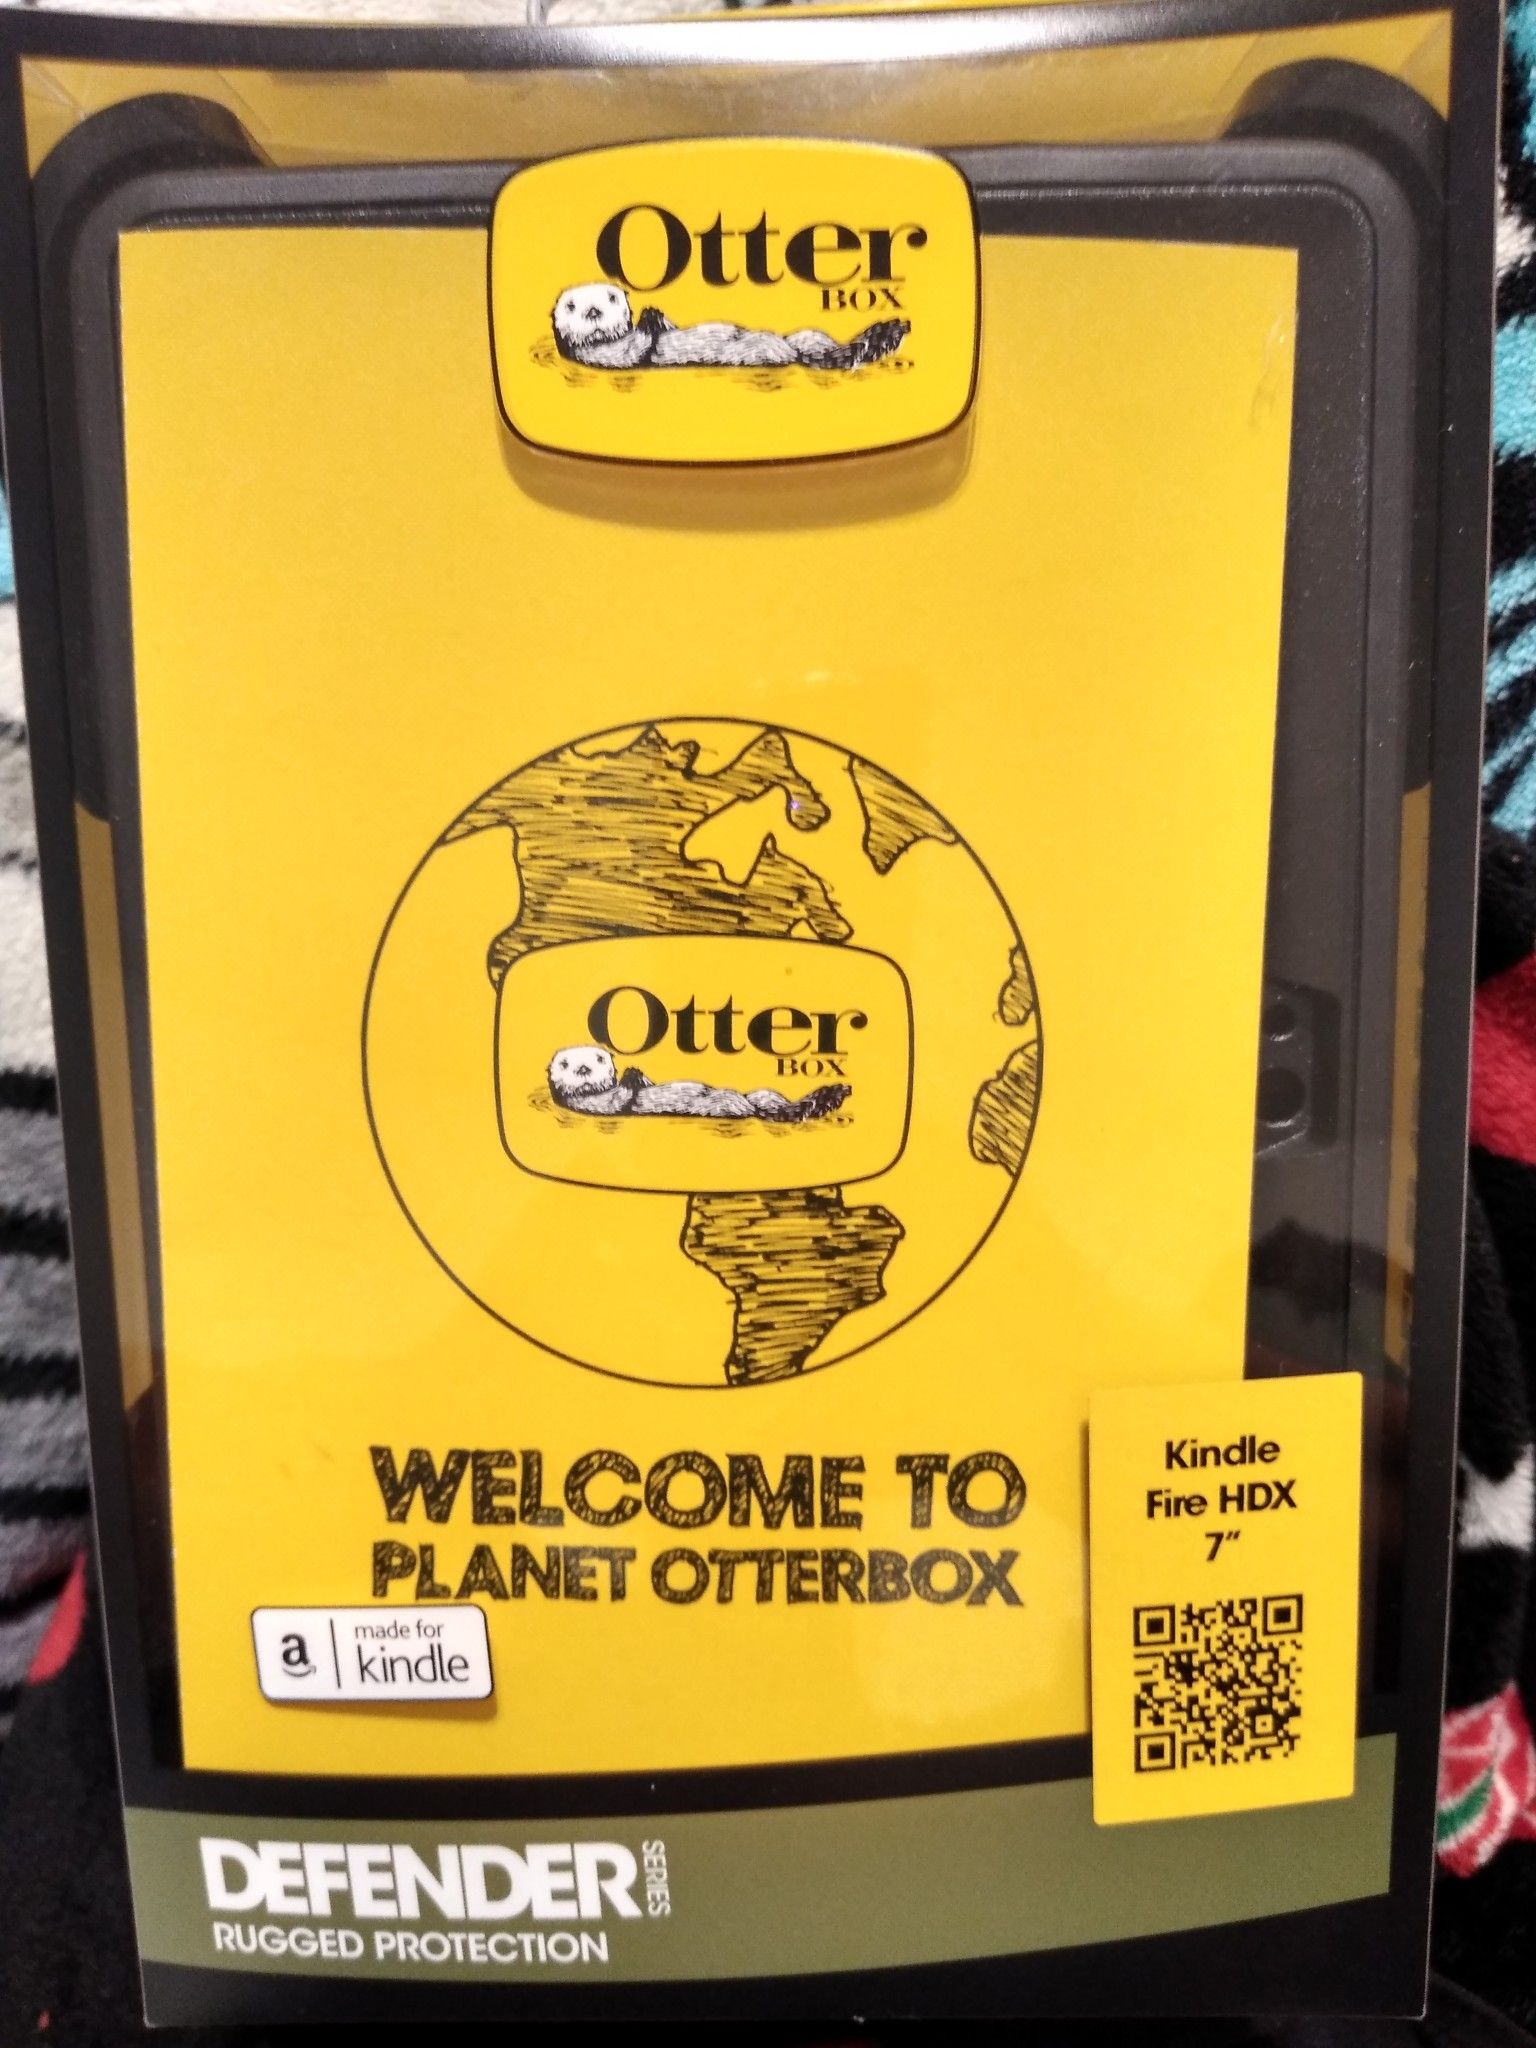 Otter
BOX
Otter
BOX
WELCOME TO
PLANET OTTERBOX
a | made for
kindle
Kindle
Fire HDX
7"
DEFENDER SERIES
RUGGED PROTECTION